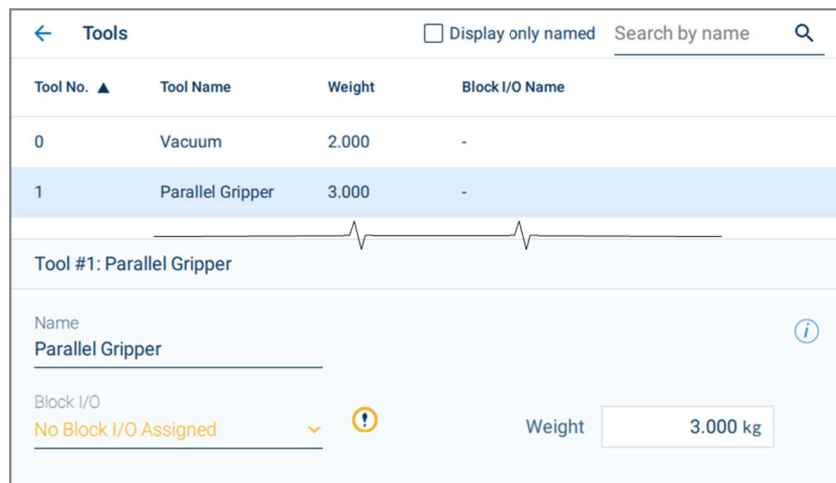 Tools Display only named Search by name
Tool No. ▲ Tool Name Weight Block I/O Name
0 Vacuum 2.000 -
1 Parallel Gripper 3.000 -
Tool #1: Parallel Gripper
Name
Parallel Gripper
Block I/O
No Block I/O Assigned
Weight 3.000 kg